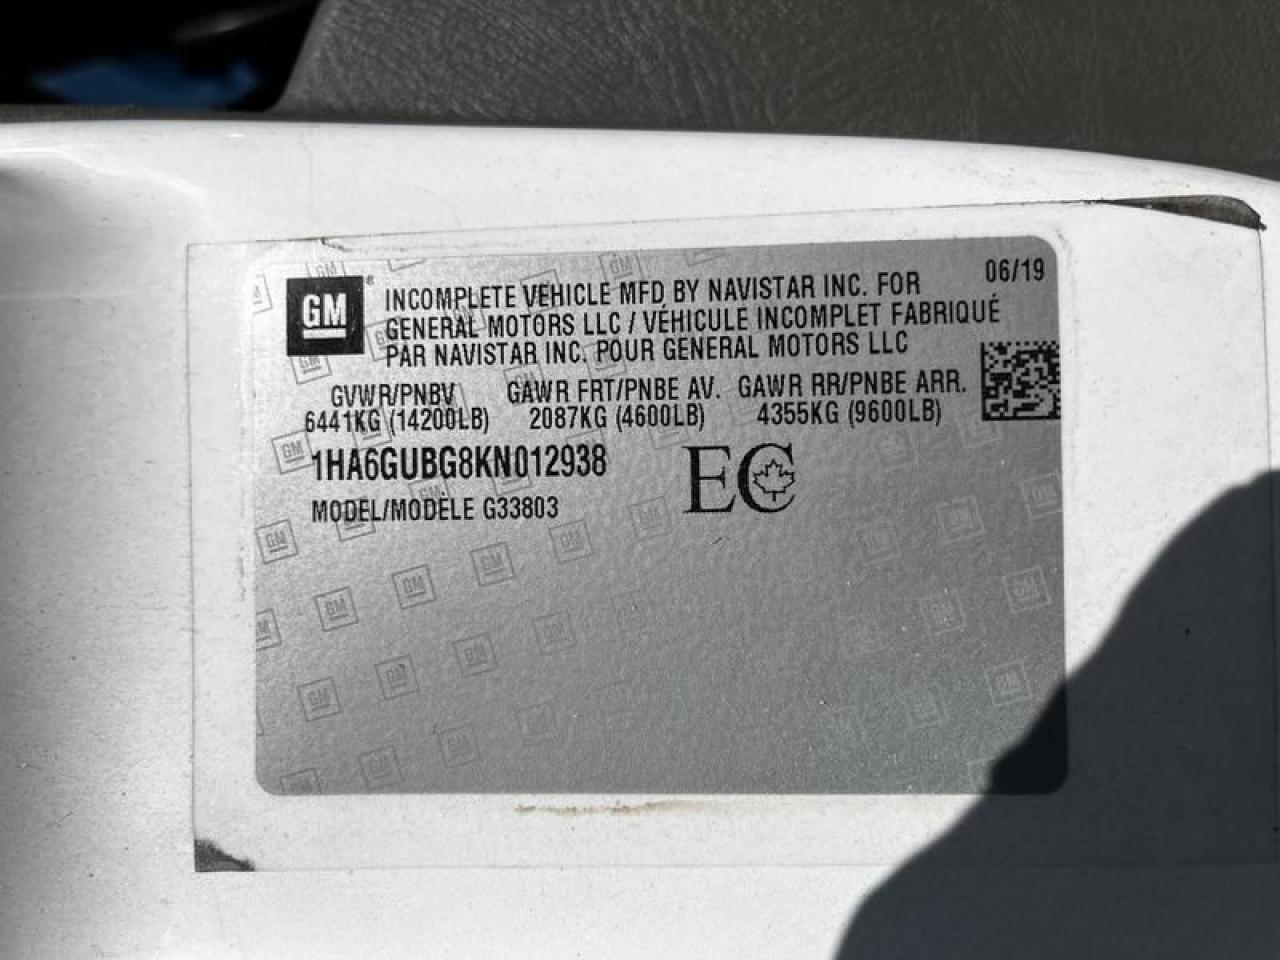 GM
06/19
INCOMPLETE VEHICLE MFD BY NAVISTAR INC. FOR
GENERAL MOTORS LLC / VÉHICULE INCOMPLET FABRIQUÉ
PAR NAVISTAR INC. POUR GENERAL MOTORS LLC
GVWR/PNBV GAWR FRT/PNBE AV. GAWR RR/PNBE ARR.
6441KG (14200LB) 2087KG (4600LB) 4355KG (9600LB)
1HA6GUBG8KN012938
EC
MODEL/MODÈLE G33803